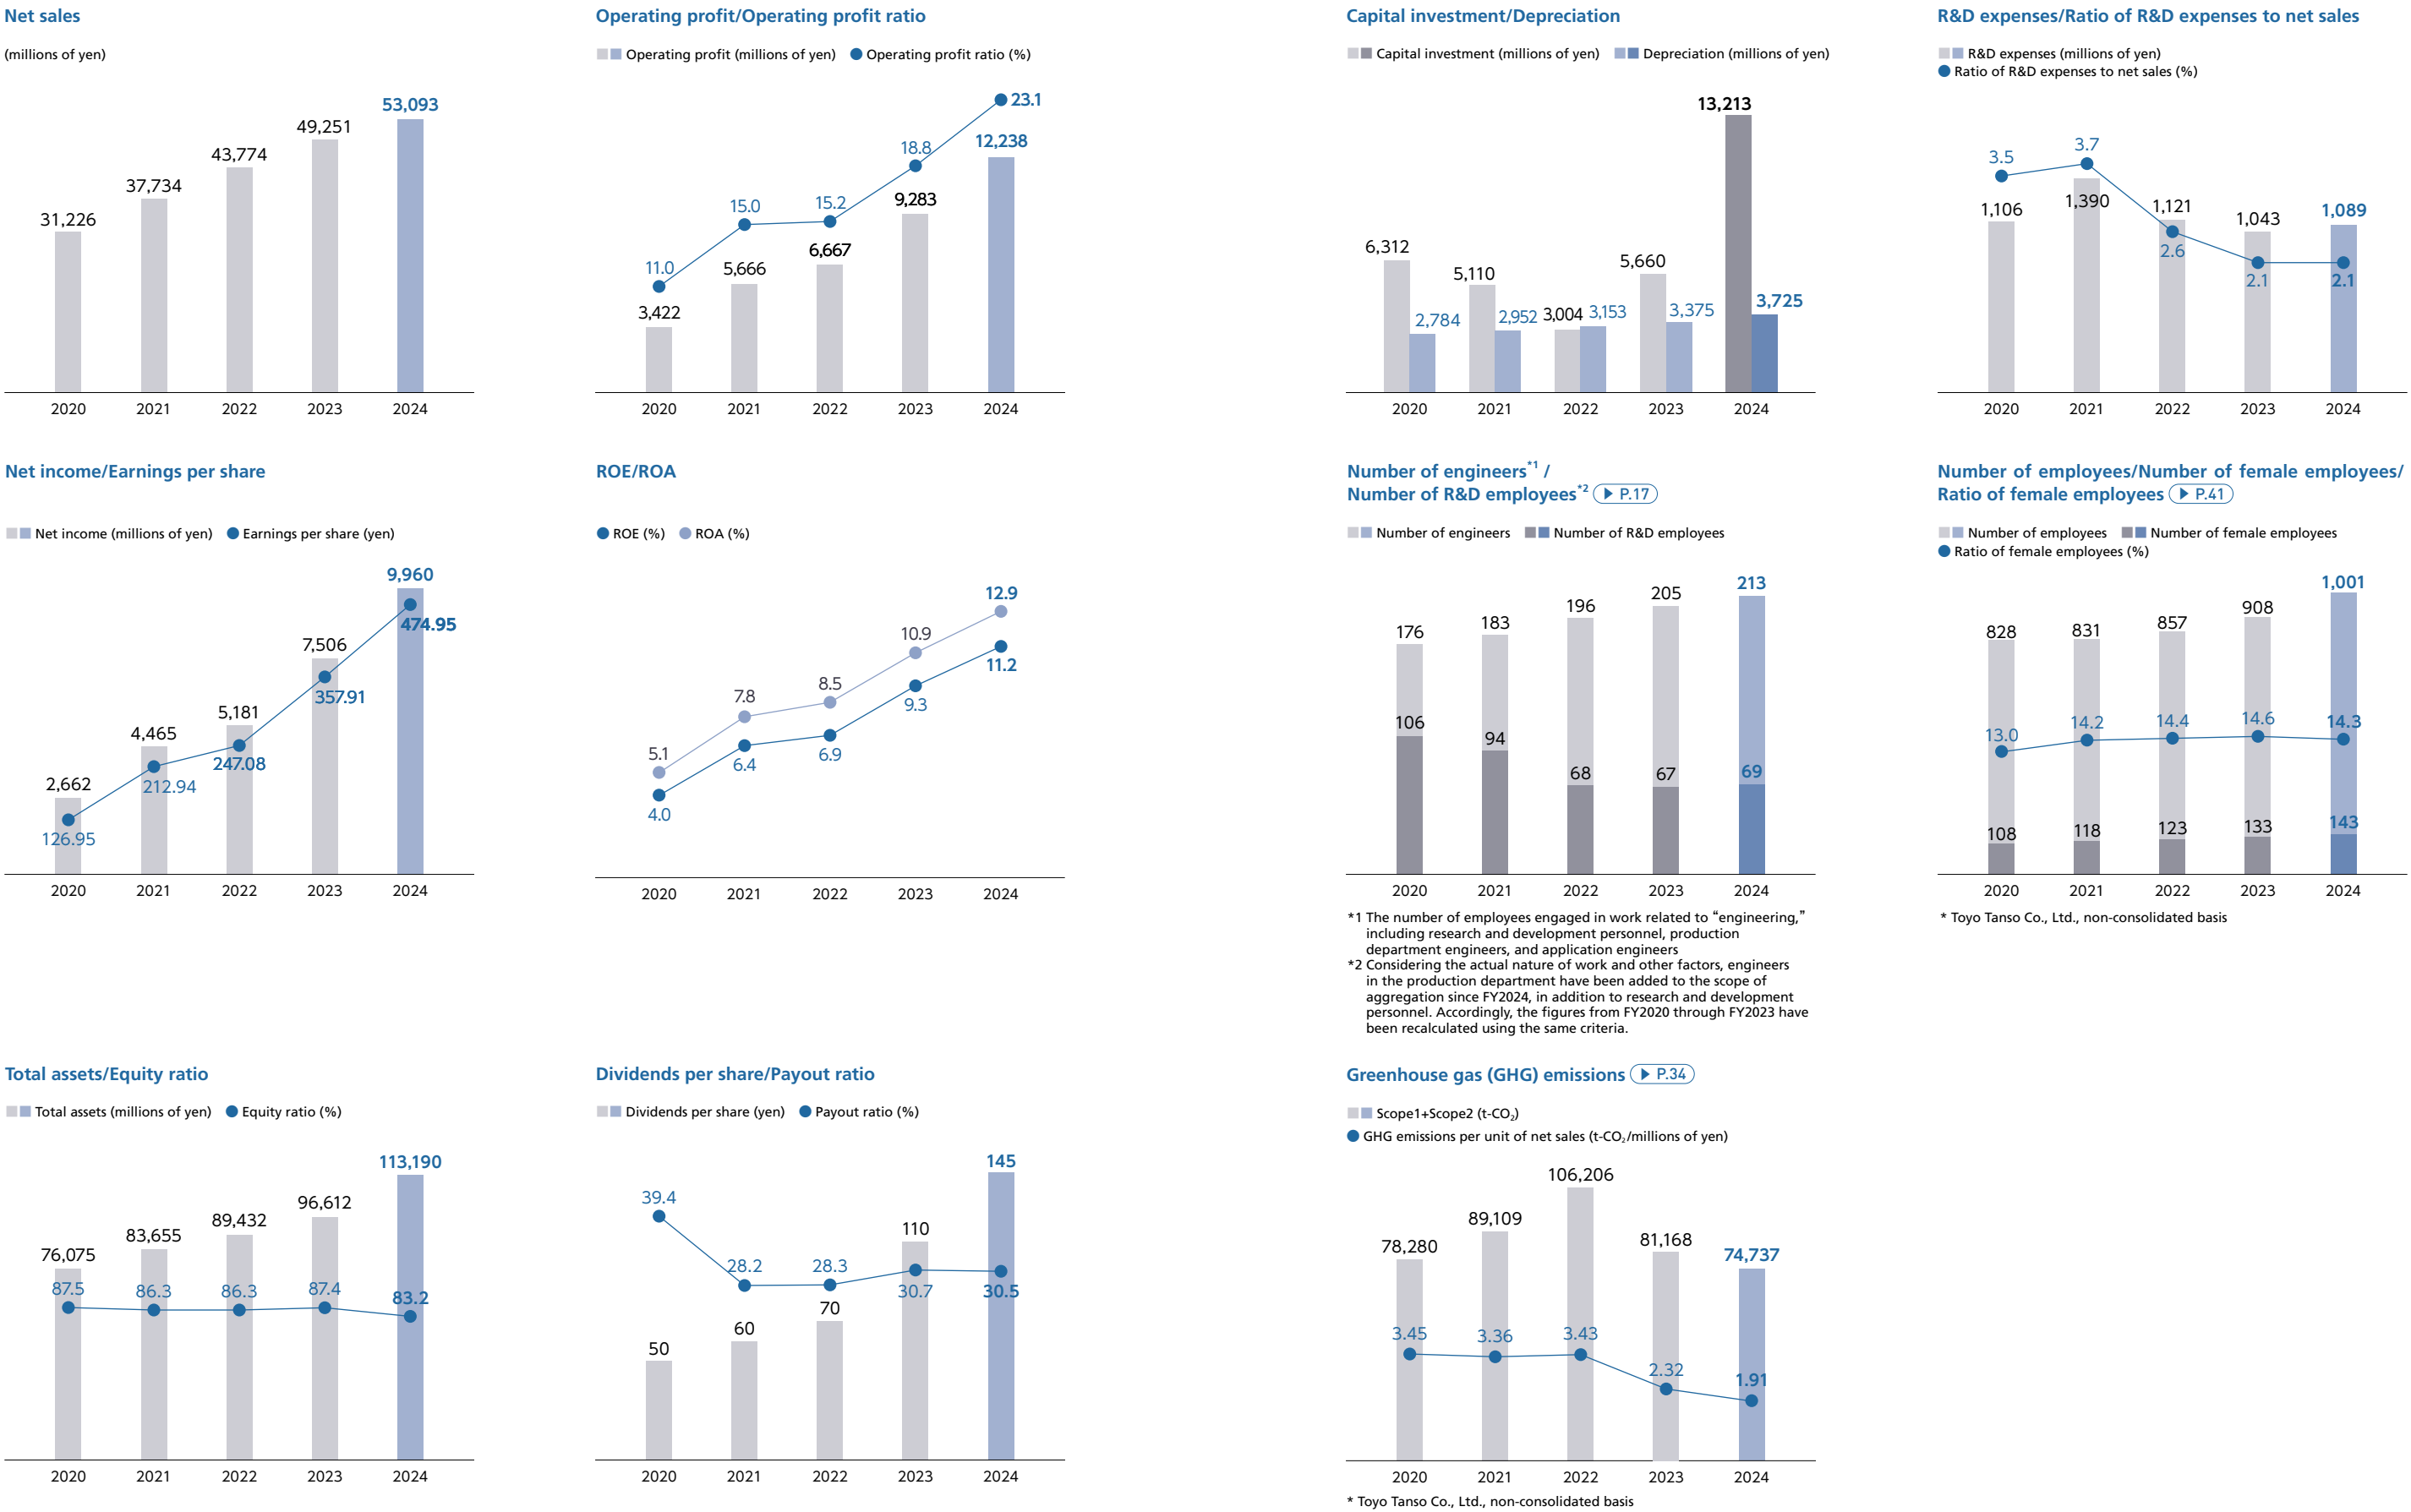 Net sales
(millions of yen)
53,093
49,251
43,774
37,734
31,226
2020 2021 2022 2023 2024
Operating profit/Operating profit ratio
Operating profit (millions of yen) Operating profit ratio (%)
23.1
12,238
18.8
9,283
15.0 15.2
6,667
11.0
5,666
3,422
2020 2021 2022 2023 2024
Capital investment/Depreciation
Capital investment (millions of yen) Depreciation (millions of yen)
13,213
6,312
5,660
5,110
3,725
2,784 2,952 3,004 3,153 3,375
2020 2021 2022 2023 2024
R&D expenses/Ratio of R&D expenses to net sales
R&D expenses (millions of yen)
Ratio of R&D expenses to net sales (%)
3.5 3.7
1,106 1,390 1,121 1,043 1,089
2.6 2.1 2.1
2020 2021 2022 2023 2024
Net income/Earnings per share
Net income (millions of yen) Earnings per share (yen)
9,960
474.95
7,506
357.91
5,181
4,465
247.08
2,662
212.94
126.95
2020 2021 2022 2023 2024
ROE/ROA
ROE (%) ROA (%)
12.9
10.9
11.2
8.5
7.8
9.3
5.1
6.4 6.9
4.0
2020 2021 2022 2023 2024
Number of engineers*1 /
Number of R&D employees*2 P.17
Number of engineers Number of R&D employees
176 183 196 205 213
106 94 68 67 69
2020 2021 2022 2023 2024
*1 The number of employees engaged in work related to “engineering,”
including research and development personnel, production
department engineers, and application engineers
*2 Considering the actual nature of work and other factors, engineers
in the production department have been added to the scope of
aggregation since FY2024, in addition to research and development
personnel. Accordingly, the figures from FY2020 through FY2023 have
been recalculated using the same criteria.
Number of employees/Number of female employees/
Ratio of female employees P.41
Number of employees Number of female employees
Ratio of female employees (%)
828 831 857 908 1,001
13.0 14.2 14.4 14.6 14.3
108 118 123 133 143
2020 2021 2022 2023 2024
* Toyo Tanso Co., Ltd., non-consolidated basis
Total assets/Equity ratio
Total assets (millions of yen) Equity ratio (%)
76,075 83,655 89,432 96,612 113,190
87.5 86.3 86.3 87.4 83.2
2020 2021 2022 2023 2024
Dividends per share/Payout ratio
Dividends per share (yen) Payout ratio (%)
145
39.4
110
28.2 28.3 30.7 30.5
50 60 70
2020 2021 2022 2023 2024
Greenhouse gas (GHG) emissions P.34
Scope1+Scope2 (t-CO₂)
GHG emissions per unit of net sales (t-CO₂/millions of yen)
78,280 89,109 106,206 81,168 74,737
3.45 3.36 3.43 2.32 1.91
2020 2021 2022 2023 2024
* Toyo Tanso Co., Ltd., non-consolidated basis